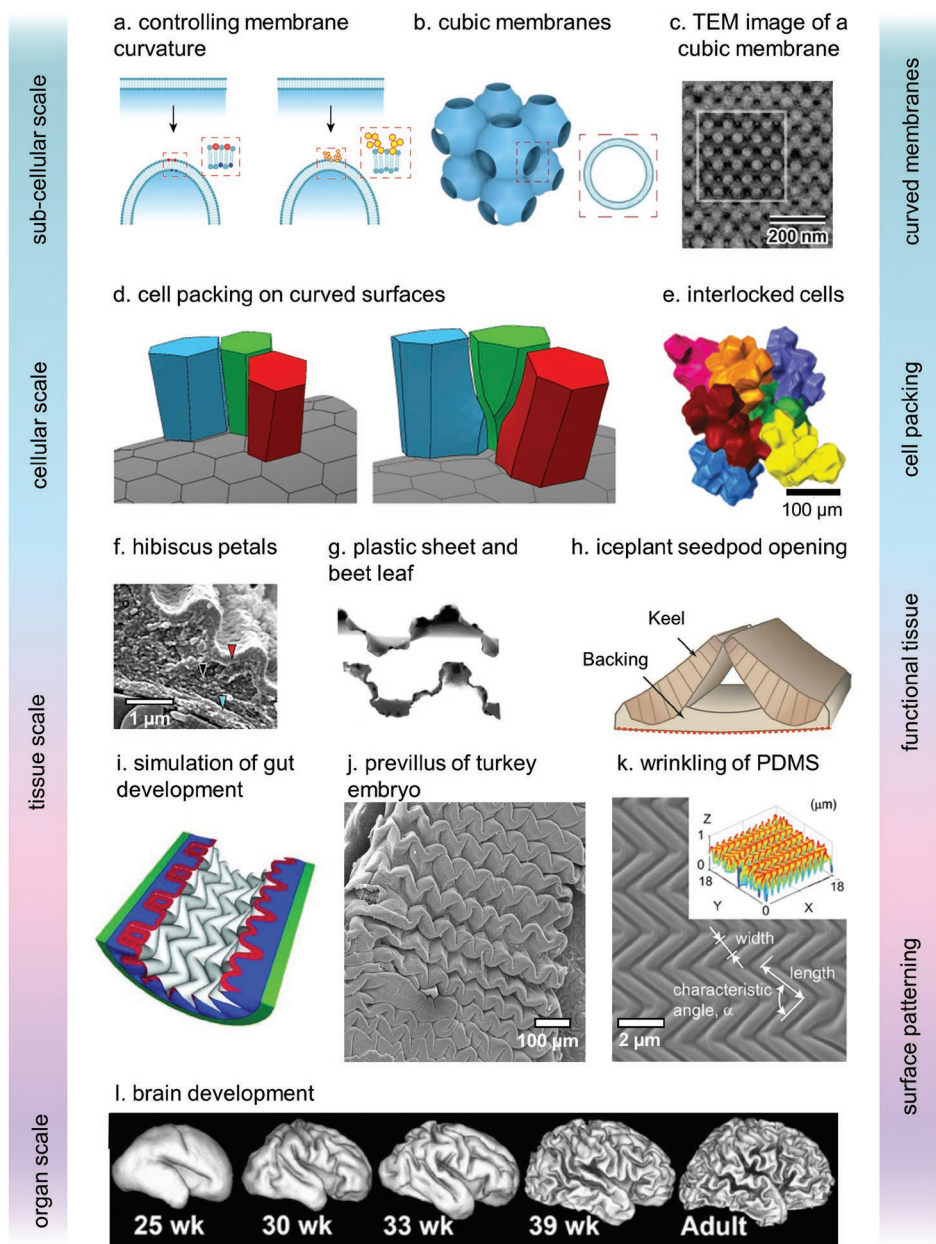 a. controlling membrane
curvature
b. cubic membranes
c. TEM image of a
cubic membrane
200 nm
sub-cellular scale
curved membranes
d. cell packing on curved surfaces
e. interlocked cells
100 µm
cellular scale
cell packing
f. hibiscus petals
1 µm
g. plastic sheet and
beet leaf
h. iceplant seedpod opening
Keel
Backing
tissue scale
functional tissue
i. simulation of gut
development
j. previllus of turkey
embryo
100 µm
k. wrinkling of PDMS
(µm)
Z
1
0
18
Y
0
X
18
width
length
characteristic
angle, α
2 µm
surface patterning
l. brain development
25 wk
30 wk
33 wk
39 wk
Adult
organ scale